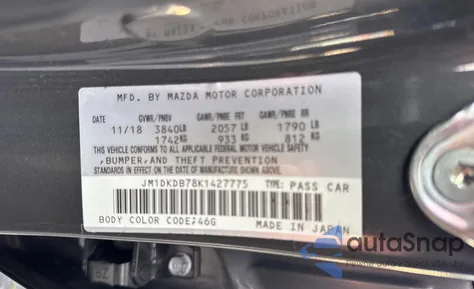 MFD. BY MAZDA MOTOR CORPORATION
DATE GVWR/PNBV GAWR/PNBE FRT GAWR/PNBE RR
11/18 3840LB 2057 LB 1790 LB
1742KG 933 KG 812 KG
THIS VEHICLE CONFORMS TO ALL APPLICABLE FEDERAL MOTOR VEHICLE SAFETY
,BUMPER,AND THEFT PREVENTION
STANDARDS IN EFFECT ON THE DATE OF MANUFACTURE SHOWN ABOVE.
JM1DKDB78K1427775 TYPE: PASS CAR
BODY COLOR CODE:46G MADE IN JAPAN
autoSnap